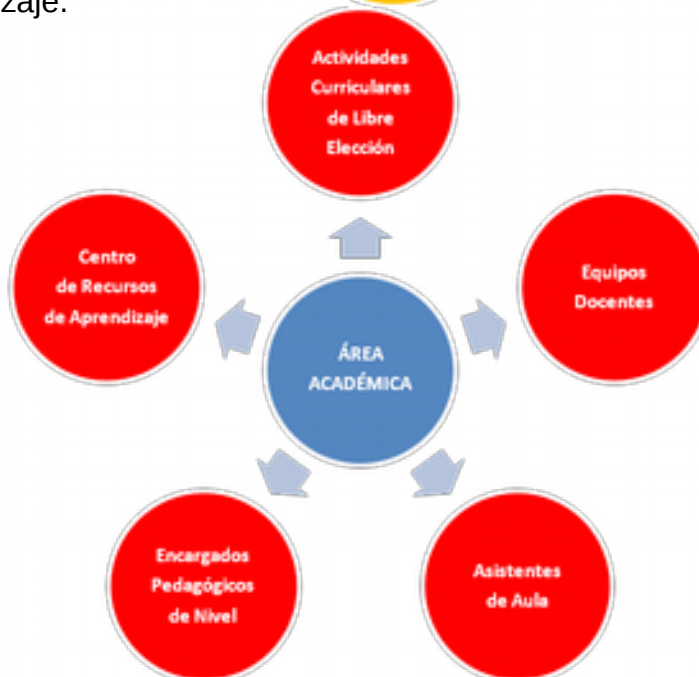 zaje.
Actividades
Curriculares
de Libre
Elección
Centro
de Recursos
de Aprendizaje
Equipos
Docentes
ÁREA
ACADÉMICA
Encargados
Pedagógicos
de Nivel
Asistentes
de Aula